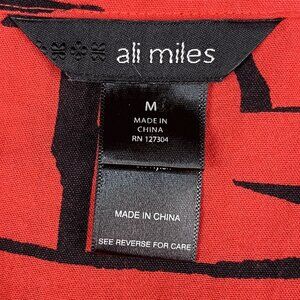 ali miles
M
MADE IN
CHINA
RN 127304
MADE IN CHINA
SEE REVERSE FOR CARE